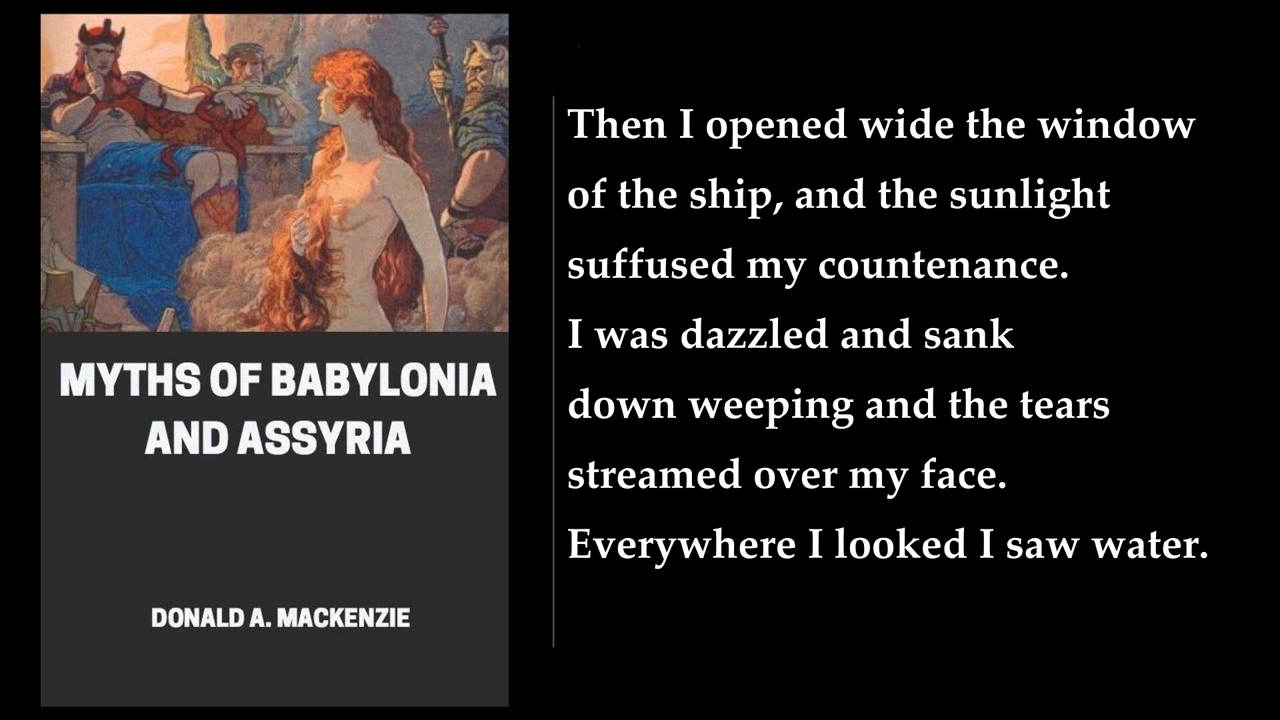 MYTHS OF BABYLONIA
AND ASSYRIA
DONALD A. MACKENZIE
Then I opened wide the window
of the ship, and the sunlight
suffused my countenance.
I was dazzled and sank
down weeping and the tears
streamed over my face.
Everywhere I looked I saw water.